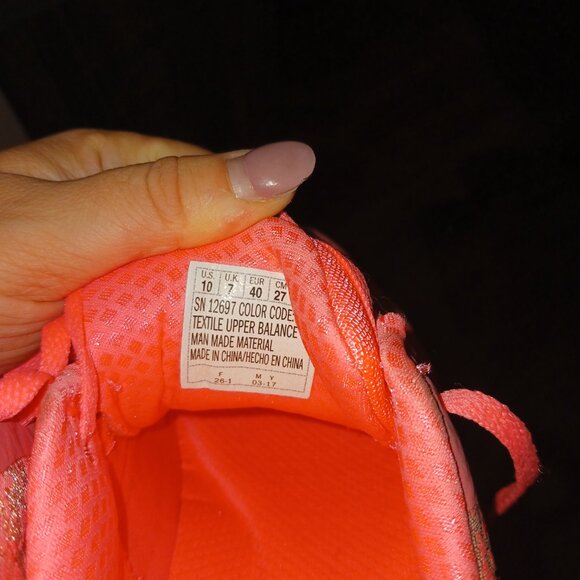 U.S. U.K. EUR CM
10 7 40 27
SN 12697 COLOR CODE:
TEXTILE UPPER BALANCE
MAN MADE MATERIAL
MADE IN CHINA/HECHO EN CHINA
F M Y
26-1 03-17